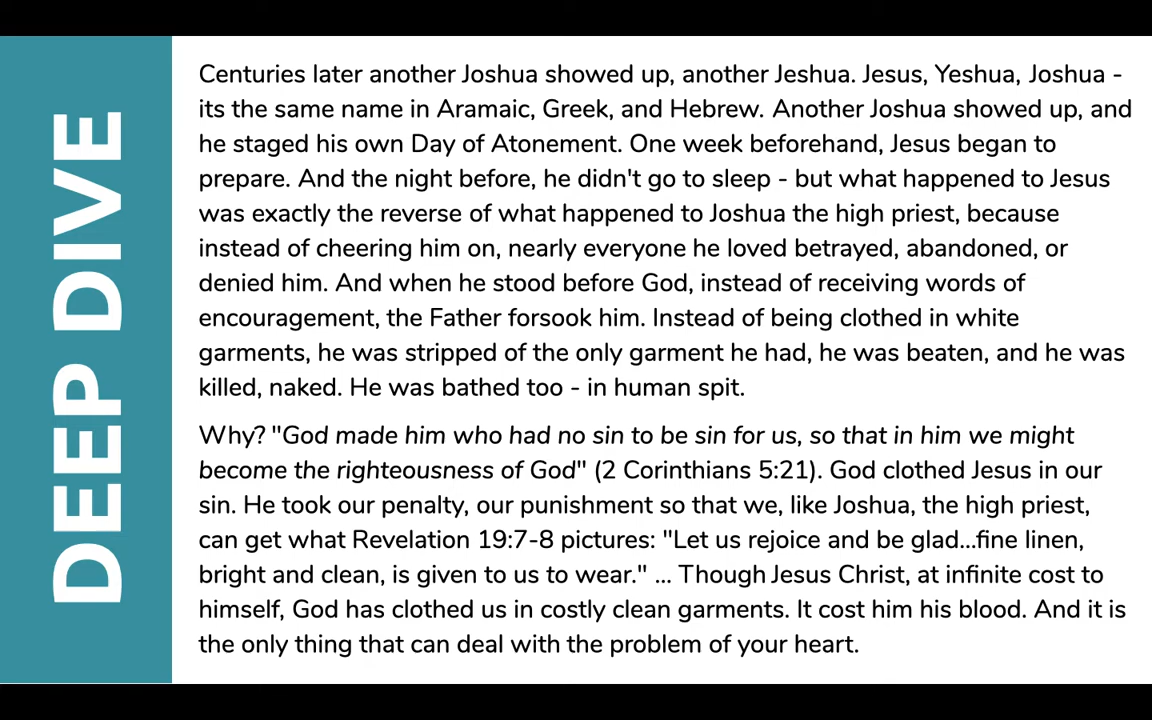 DEEP DIVE
Centuries later another Joshua showed up, another Jeshua. Jesus, Yeshua, Joshua -
its the same name in Aramaic, Greek, and Hebrew. Another Joshua showed up, and
he staged his own Day of Atonement. One week beforehand, Jesus began to
prepare. And the night before, he didn't go to sleep - but what happened to Jesus
was exactly the reverse of what happened to Joshua the high priest, because
instead of cheering him on, nearly everyone he loved betrayed, abandoned, or
denied him. And when he stood before God, instead of receiving words of
encouragement, the Father forsook him. Instead of being clothed in white
garments, he was stripped of the only garment he had, he was beaten, and he was
killed, naked. He was bathed too - in human spit.
Why? "God made him who had no sin to be sin for us, so that in him we might
become the righteousness of God" (2 Corinthians 5:21). God clothed Jesus in our
sin. He took our penalty, our punishment so that we, like Joshua, the high priest,
can get what Revelation 19:7-8 pictures: "Let us rejoice and be glad...fine linen,
bright and clean, is given to us to wear." ... Though Jesus Christ, at infinite cost to
himself, God has clothed us in costly clean garments. It cost him his blood. And it is
the only thing that can deal with the problem of your heart.